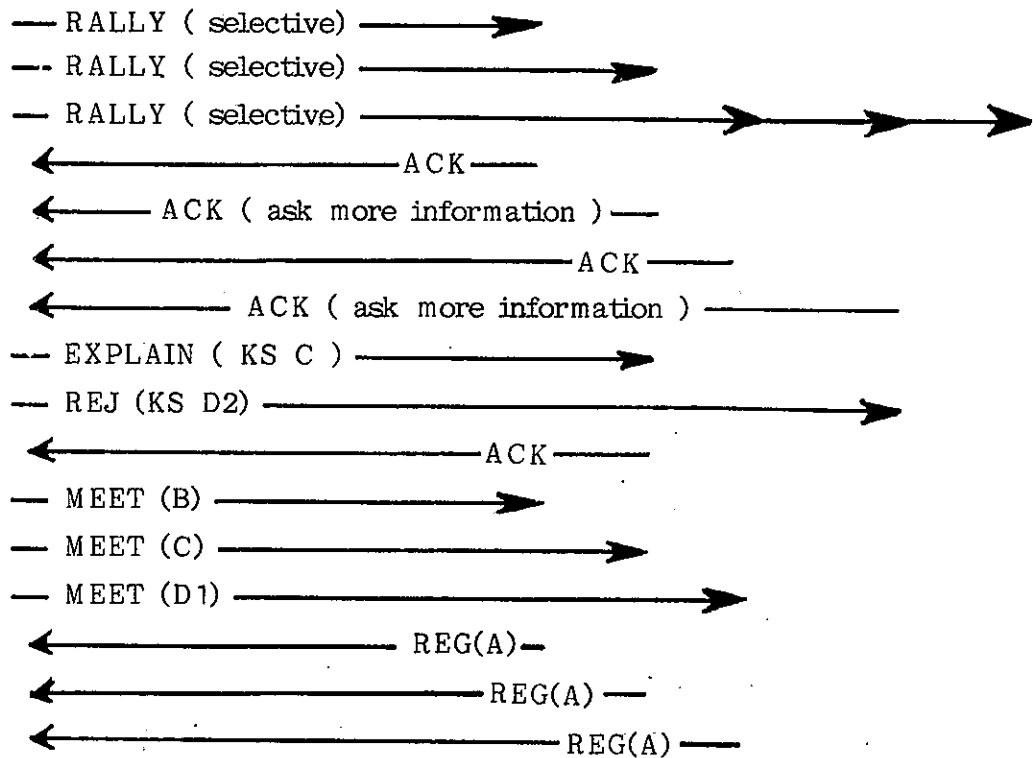 RALLY ( selective)
RALLY ( selective)
RALLY ( selective)
ACK
ACK ( ask more information )
ACK
ACK ( ask more information )
EXPLAIN ( KS C )
REJ (KS D2)
ACK
MEET (B)
MEET (C)
MEET (D1)
REG(A)
REG(A)
REG(A)